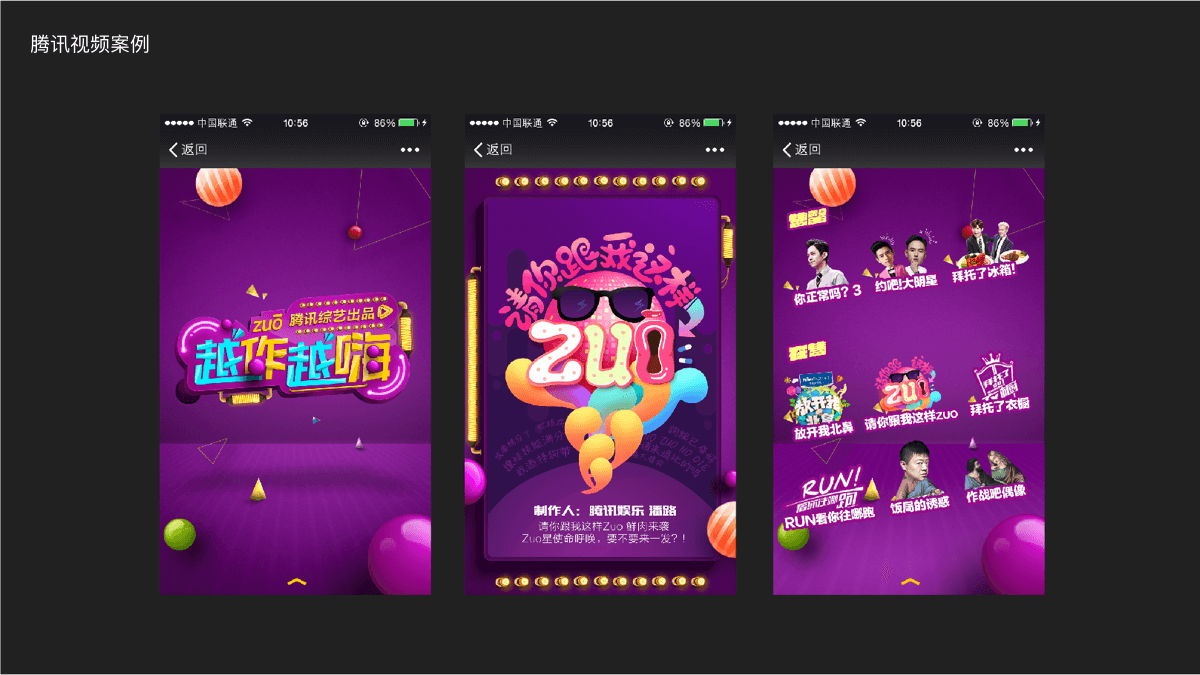 腾讯视频案例
中国联通 10:56 86%
返回
zuō 腾讯综艺出品
越作越嗨
中国联通 10:56 86%
返回
请你跟我这样
zuō
制作人：腾讯娱乐 潘路
请你跟我这样Zuo 鲜肉来袭
Zuo星使命呼唤，要不要来一发？！
中国联通 10:56 86%
返回
你正常吗？3
约吧!大明星
拜托了冰箱!
放开我北鼻
请你跟我这样ZUO
拜托了衣橱
RUN!
RUN看你往哪跑
饭局的诱惑
作战吧偶像